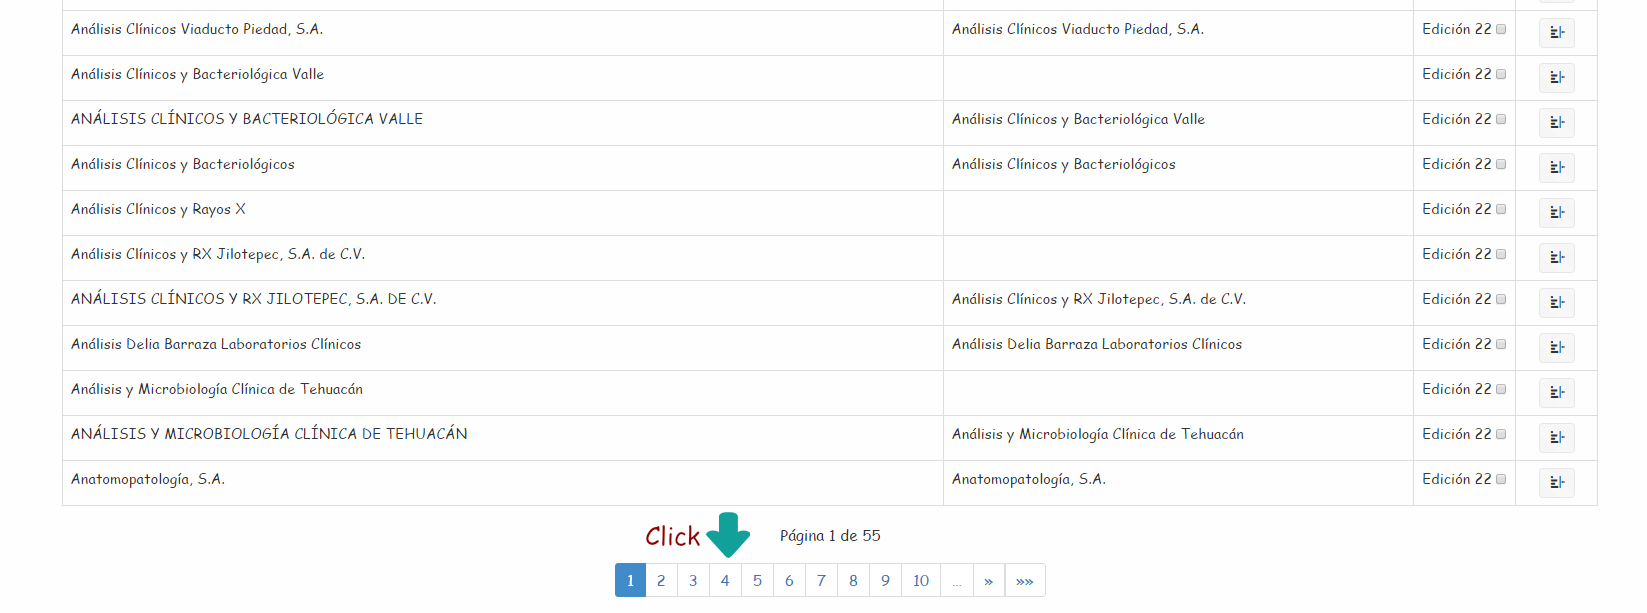 Análisis Clínicos Viaducto Piedad, S.A. Análisis Clínicos Viaducto Piedad, S.A. Edición 22
Análisis Clínicos y Bacteriológica Valle Edición 22
ANÁLISIS CLÍNICOS Y BACTERIOLÓGICA VALLE Análisis Clínicos y Bacteriológica Valle Edición 22
Análisis Clínicos y Bacteriológicos Análisis Clínicos y Bacteriológicos Edición 22
Análisis Clínicos y Rayos X Edición 22
Análisis Clínicos y RX Jilotepec, S.A. de C.V. Edición 22
ANÁLISIS CLÍNICOS Y RX JILOTEPEC, S.A. DE C.V. Análisis Clínicos y RX Jilotepec, S.A. de C.V. Edición 22
Análisis Delia Barraza Laboratorios Clínicos Análisis Delia Barraza Laboratorios Clínicos Edición 22
Análisis y Microbiología Clínica de Tehuacán Edición 22
ANÁLISIS Y MICROBIOLOGÍA CLÍNICA DE TEHUACÁN Análisis y Microbiología Clínica de Tehuacán Edición 22
Anatomopatología, S.A. Anatomopatología, S.A. Edición 22
Click Página 1 de 55
1 2 3 4 5 6 7 8 9 10 ... » »»